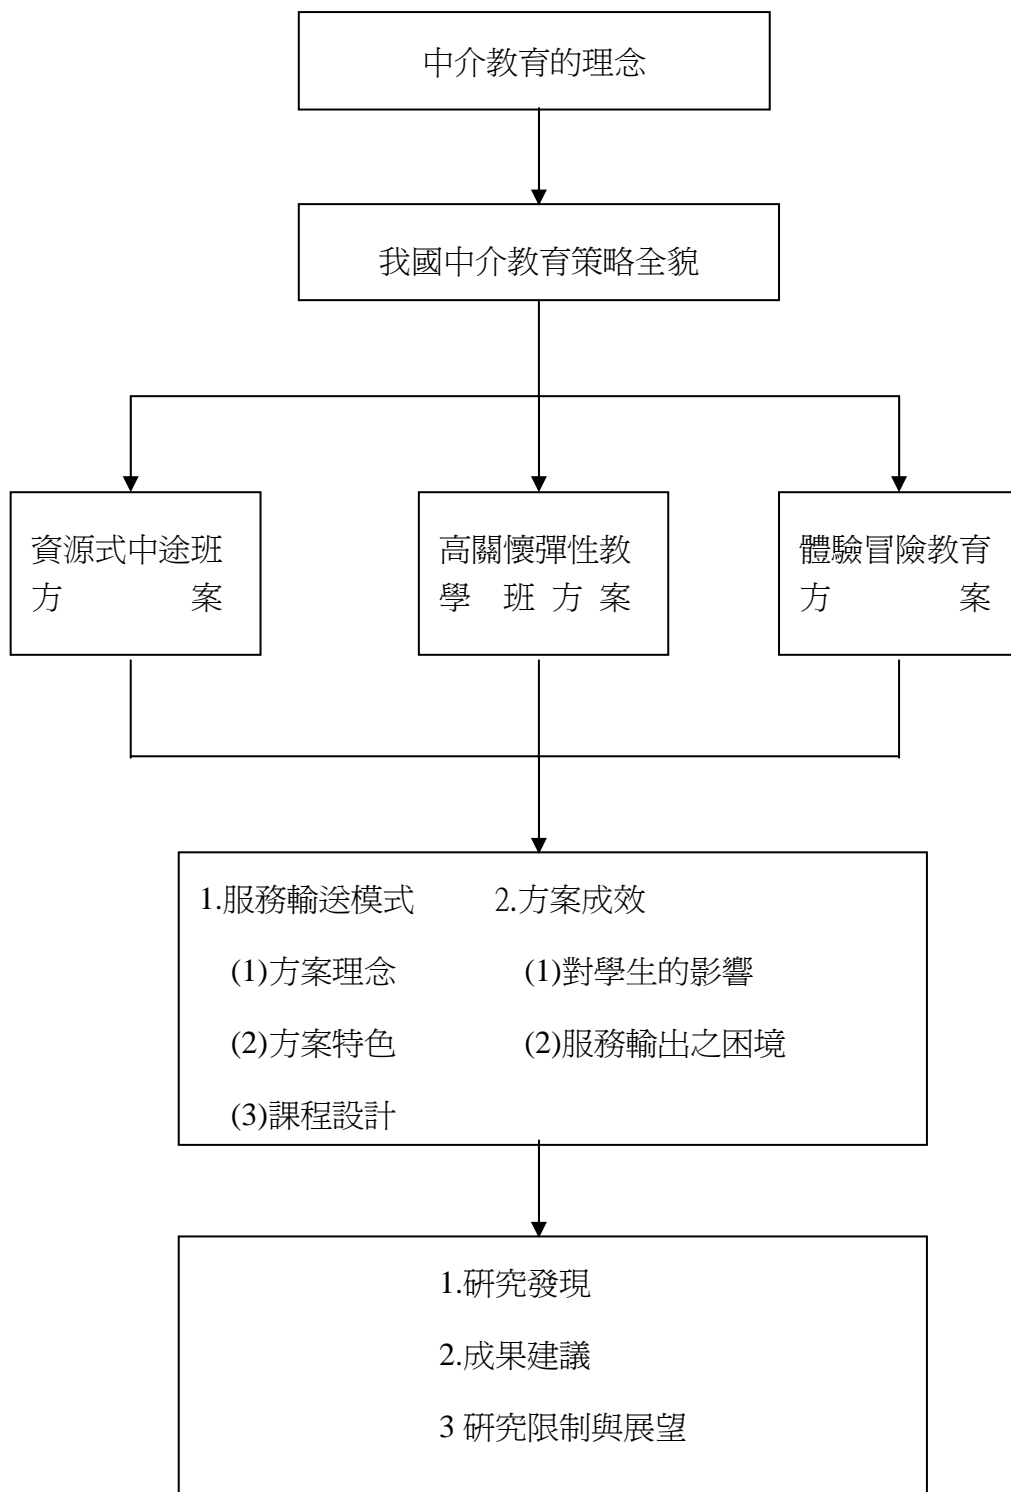 中介教育的理念
我國中介教育策略全貌
資源式中途班
方案
高關懷彈性教
學 班 方 案
體驗冒險教育
方案
1.服務輸送模式 2.方案成效
(1)方案理念 (1)對學生的影響
(2)方案特色 (2)服務輸出之困境
(3)課程設計
1.研究發現
2.成果建議
3 研究限制與展望